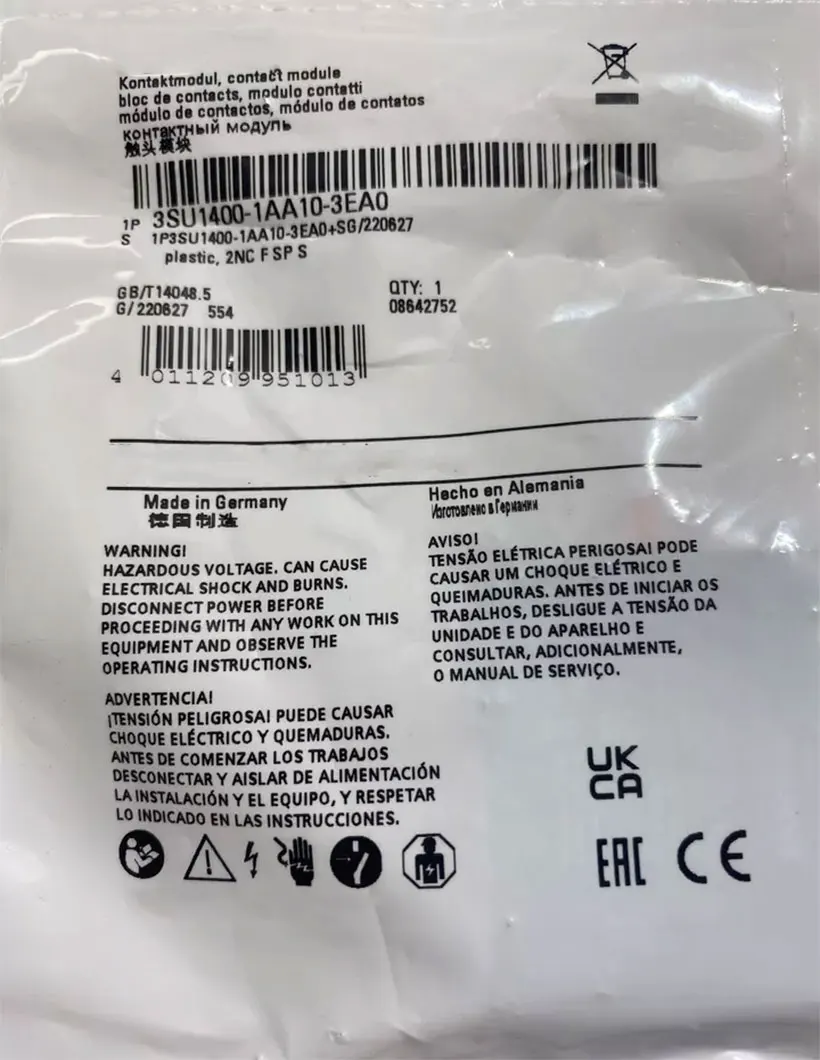 Kontaktmodul, contact module
bloc de contacts, modulo contatti
módulo de contactos, módulo de contatos
контактный модуль
触头模块
1P 3SU1400-1AA10-3EA0
S 1P3SU1400-1AA10-3EA0+SG/220627
plastic, 2NC F SP S
GB/T14048.5
G/220627 554
QTY: 1
08642752
4 011209 951013
Made in Germany
德国制造
Hecho en Alemania
Изготовлено в Германии
WARNING!
HAZARDOUS VOLTAGE. CAN CAUSE
ELECTRICAL SHOCK AND BURNS.
DISCONNECT POWER BEFORE
PROCEEDING WITH ANY WORK ON THIS
EQUIPMENT AND OBSERVE THE
OPERATING INSTRUCTIONS.
AVISO!
TENSÃO ELÉTRICA PERIGOSA! PODE
CAUSAR UM CHOQUE ELÉTRICO E
QUEIMADURAS. ANTES DE INICIAR OS
TRABALHOS, DESLIGUE A TENSÃO DA
UNIDADE E DO APARELHO E
CONSULTAR, ADICIONALMENTE,
O MANUAL DE SERVIÇO.
ADVERTENCIA!
¡TENSIÓN PELIGROSA! PUEDE CAUSAR
CHOQUE ELÉCTRICO Y QUEMADURAS.
ANTES DE COMENZAR LOS TRABAJOS
DESCONECTAR Y AISLAR DE ALIMENTACIÓN
LA INSTALACIÓN Y EL EQUIPO, Y RESPETAR
LO INDICADO EN LAS INSTRUCCIONES.
UK
CA
EAC CE